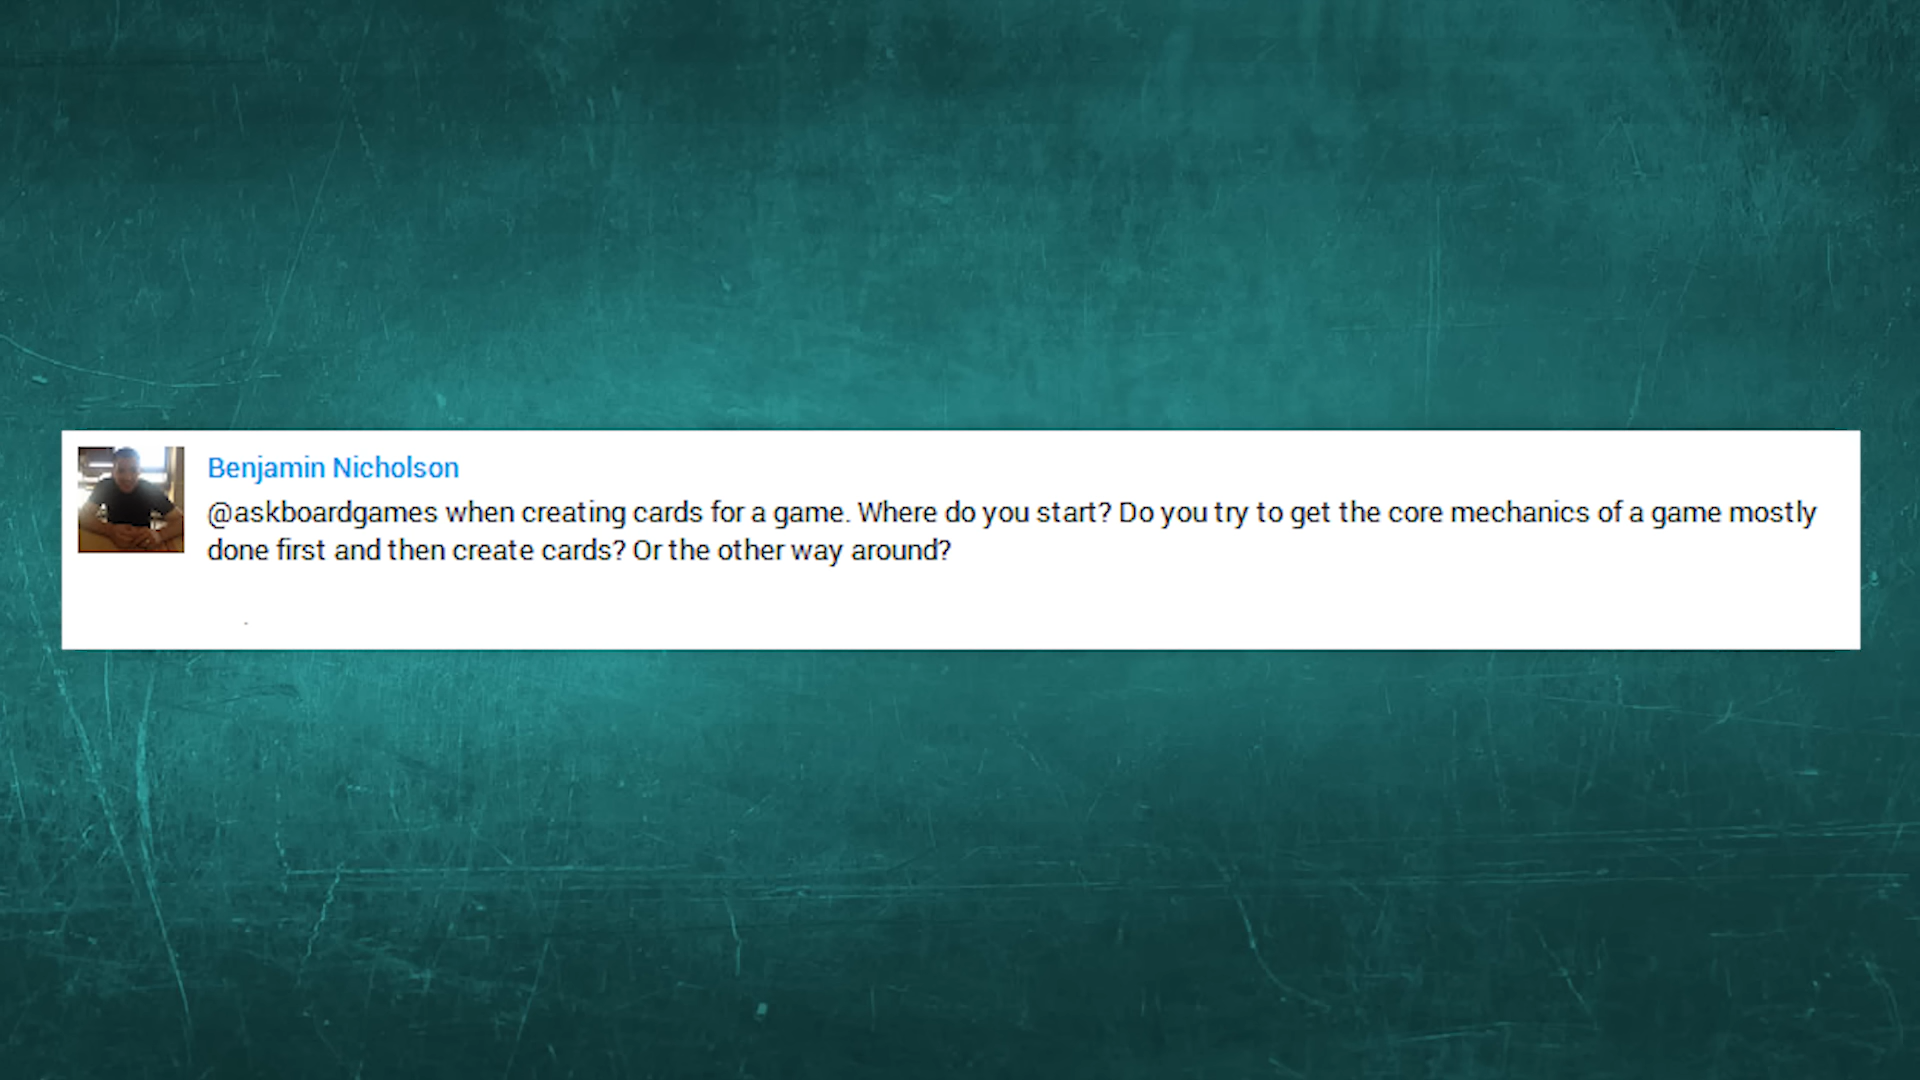 Benjamin Nicholson
@askboardgames when creating cards for a game. Where do you start? Do you try to get the core mechanics of a game mostly
done first and then create cards? Or the other way around?